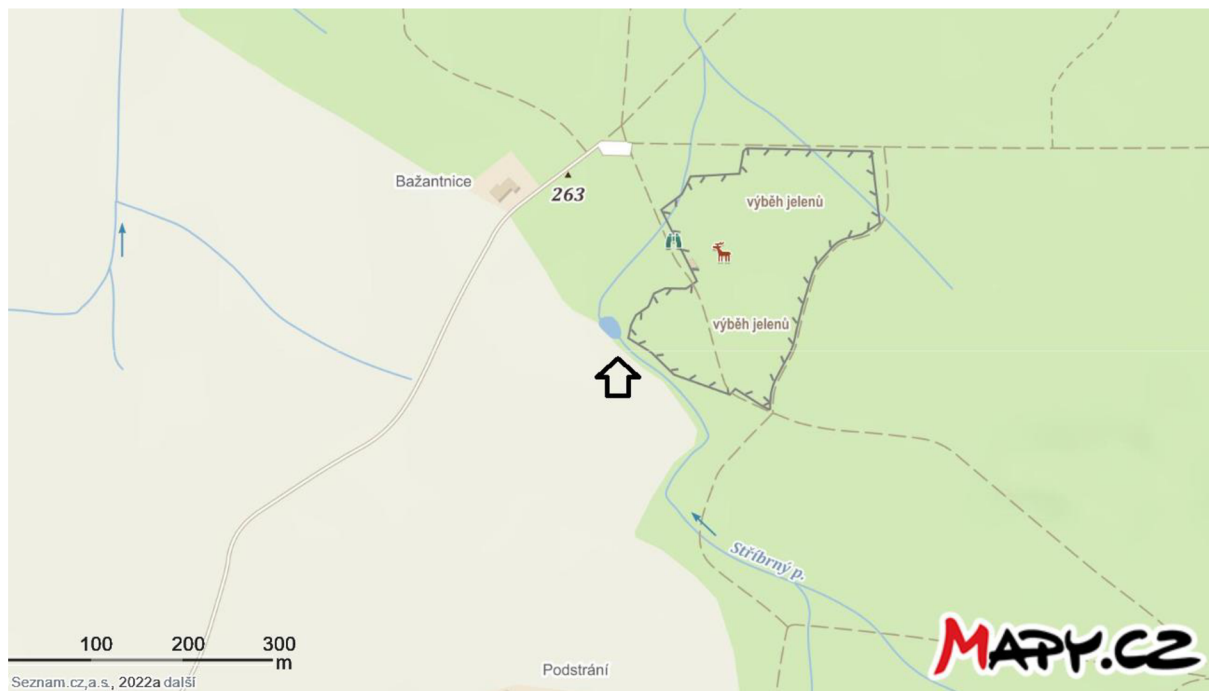 Bažantnice
263
výběh jelenů
výběh jelenů
Stříbrný p.
100 200 300
m
Podstrání
MAPY.CZ
Seznam.cz,a.s., 2022a další